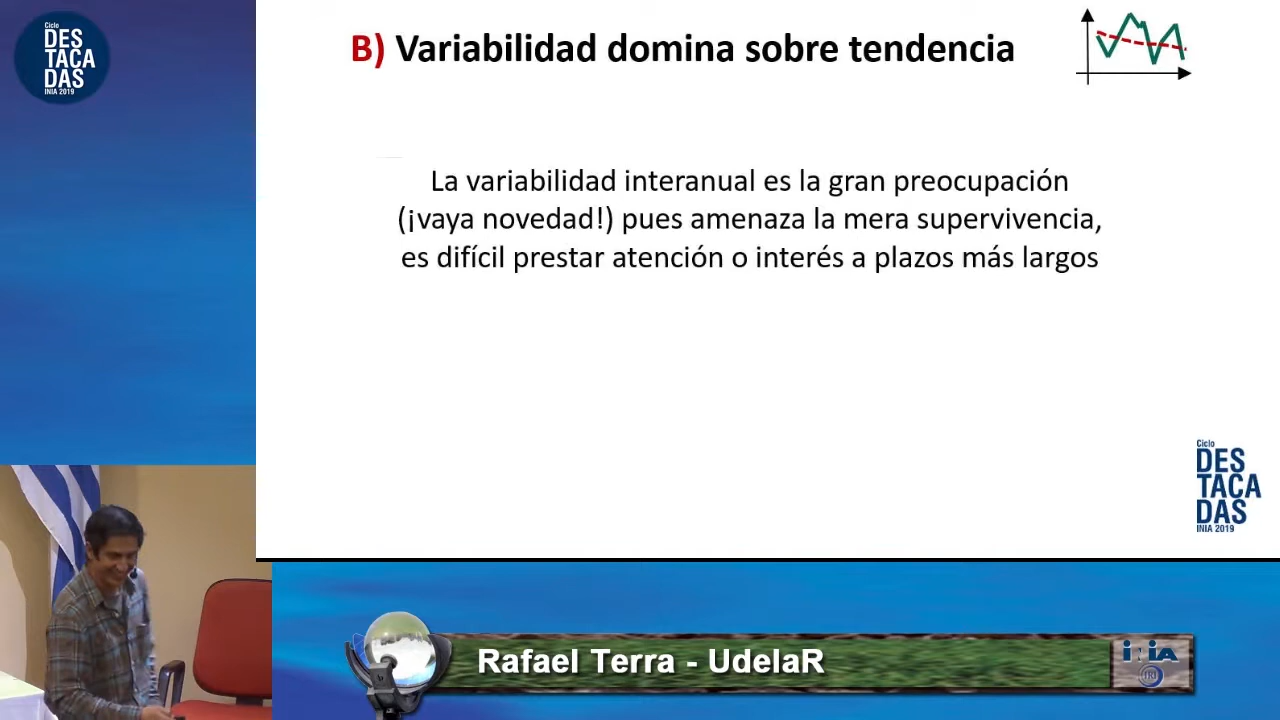 Ciclo
DES
TACA
DAS
INIA 2019
B) Variabilidad domina sobre tendencia
La variabilidad interanual es la gran preocupación
(¡vaya novedad!) pues amenaza la mera supervivencia,
es difícil prestar atención o interés a plazos más largos
Ciclo
DES
TACA
DAS
INIA 2019
Rafael Terra - UdelaR
INIA